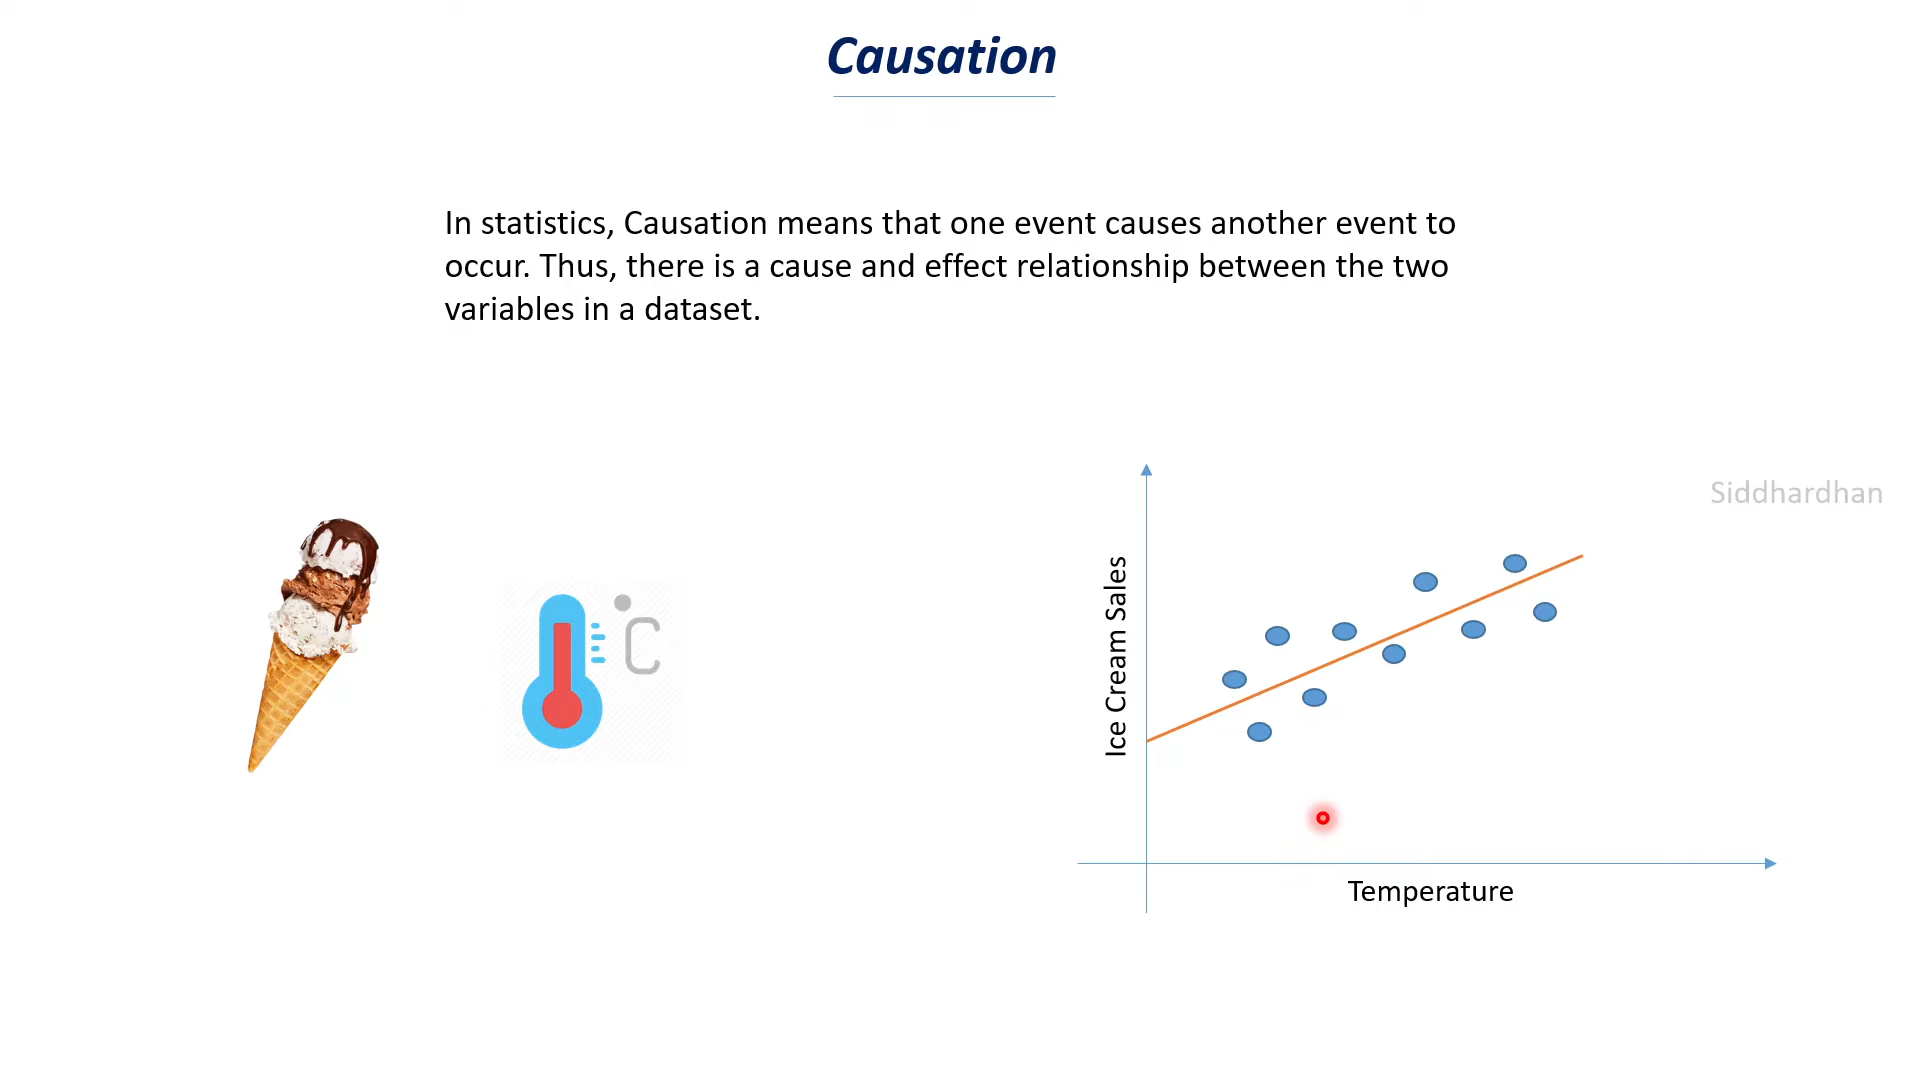 Causation
In statistics, Causation means that one event causes another event to
occur. Thus, there is a cause and effect relationship between the two
variables in a dataset.
Siddhardhan
°C
Ice Cream Sales
Temperature